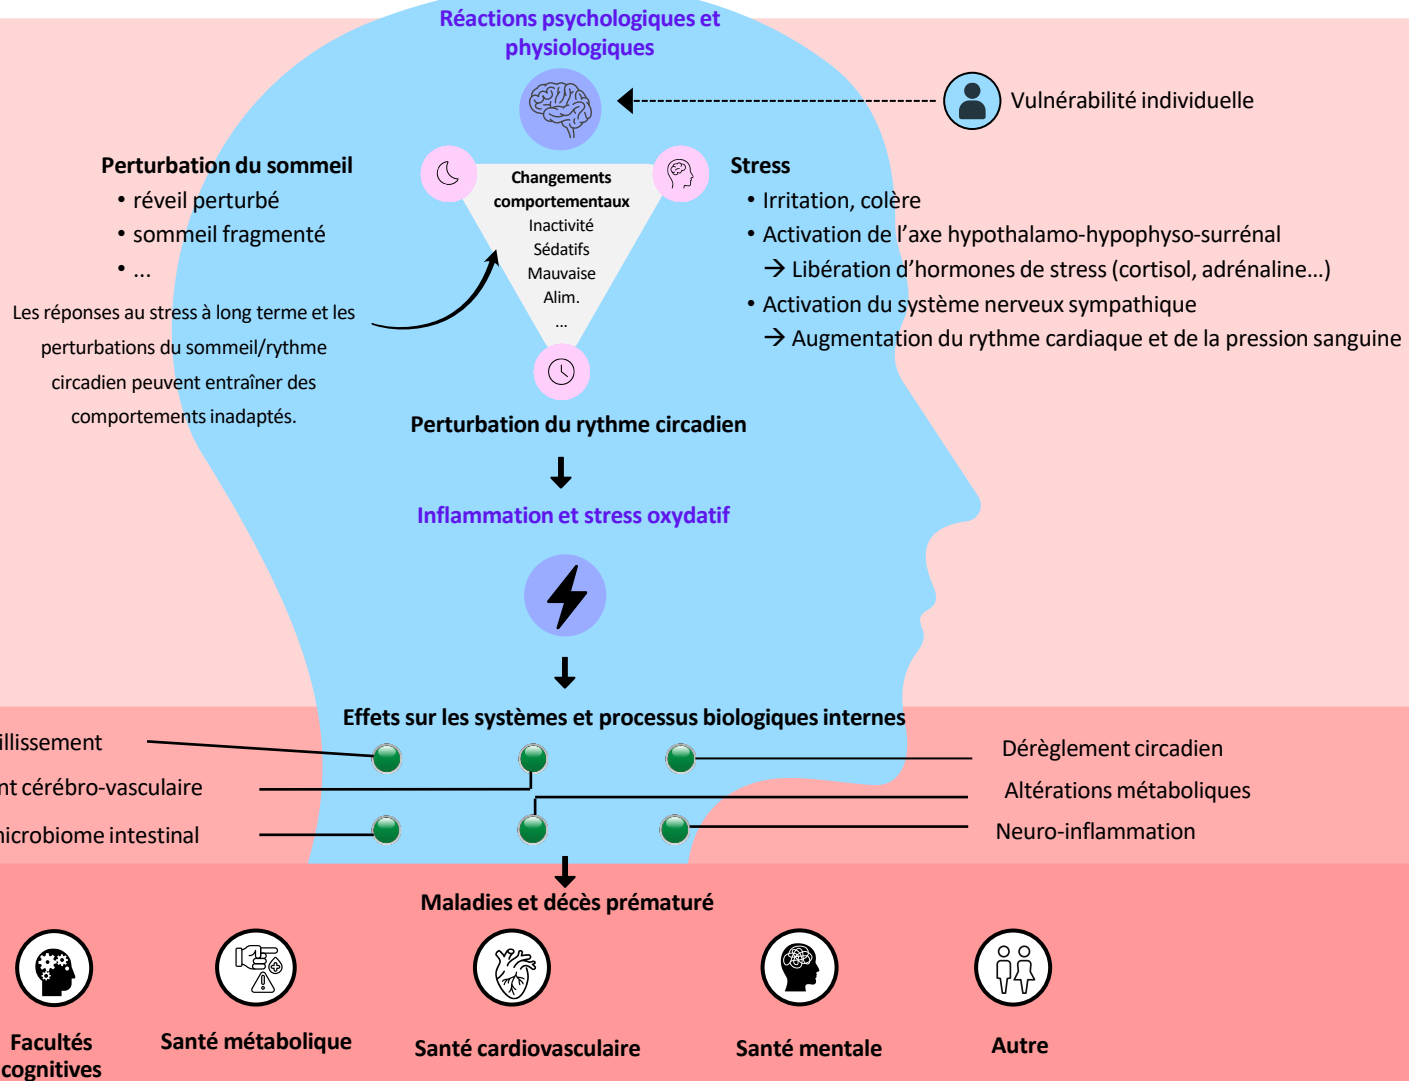 Réactions psychologiques et
physiologiques
Vulnérabilité individuelle
Perturbation du sommeil
• réveil perturbé
• sommeil fragmenté
• ...
Les réponses au stress à long terme et les
perturbations du sommeil/rythme
circadien peuvent entraîner des
comportements inadaptés.
Changements
comportementaux
Inactivité
Sédatifs
Mauvaise
Alim.
...
Stress
• Irritation, colère
• Activation de l’axe hypothalamo-hypophyso-surrénal
→ Libération d’hormones de stress (cortisol, adrénaline...)
• Activation du système nerveux sympathique
→ Augmentation du rythme cardiaque et de la pression sanguine
Perturbation du rythme circadien
Inflammation et stress oxydatif
Effets sur les systèmes et processus biologiques internes
illissement
nt cérébro-vasculaire
microbiome intestinal
Dérèglement circadien
Altérations métaboliques
Neuro-inflammation
Maladies et décès prématuré
Facultés
cognitives
Santé métabolique
Santé cardiovasculaire
Santé mentale
Autre